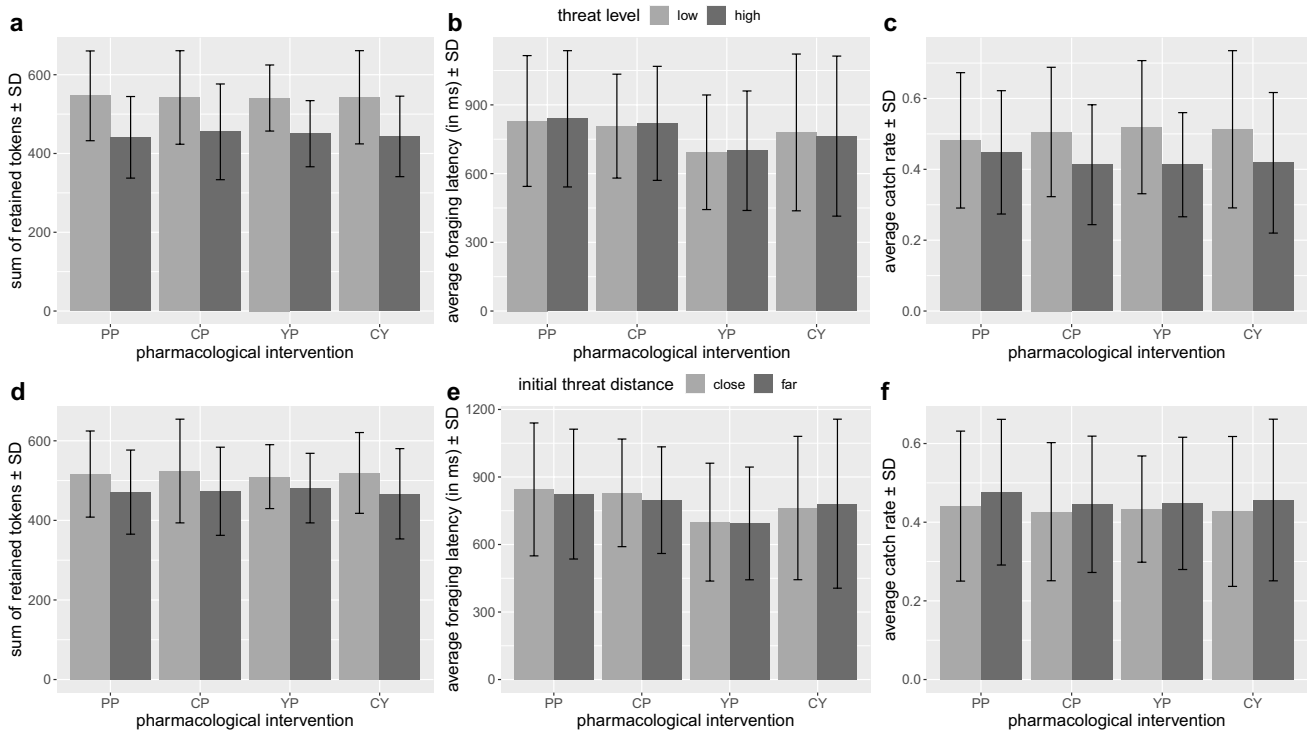 threat level low high
a
b
c
sum of retained tokens ± SD
600
400
200
0
PP CP YP CY
pharmacological intervention
average foraging latency (in ms) ± SD
900
600
300
0
PP CP YP CY
pharmacological intervention
average catch rate ± SD
0.6
0.4
0.2
0.0
PP CP YP CY
pharmacological intervention
initial threat distance close far
d
e
f
sum of retained tokens ± SD
600
400
200
0
PP CP YP CY
pharmacological intervention
average foraging latency (in ms) ± SD
1200
900
600
300
0
PP CP YP CY
pharmacological intervention
average catch rate ± SD
0.6
0.4
0.2
0.0
PP CP YP CY
pharmacological intervention